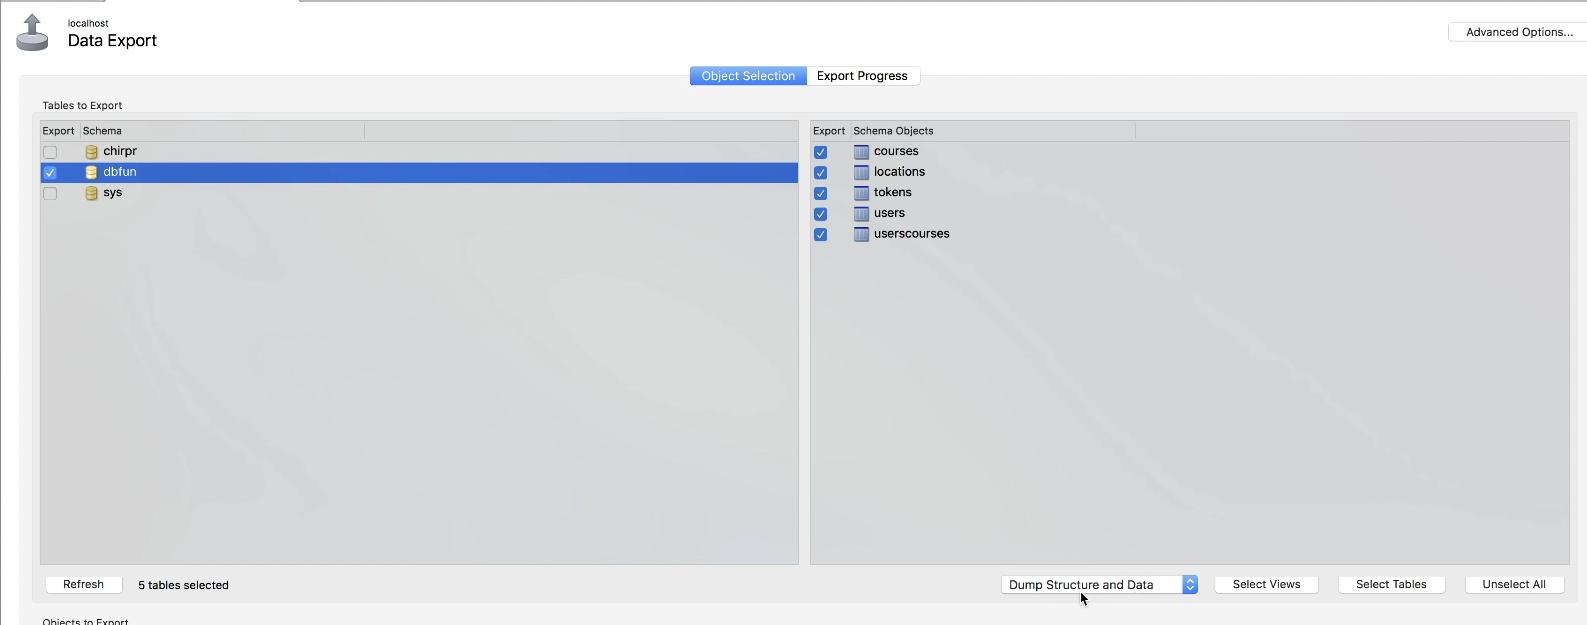 localhost
Data Export
Advanced Options...
Object Selection Export Progress
Tables to Export
Export Schema
chirpr
dbfun
sys
Export Schema Objects
courses
locations
tokens
users
userscourses
Refresh 5 tables selected Dump Structure and Data Select Views Select Tables Unselect All
Objects to Export